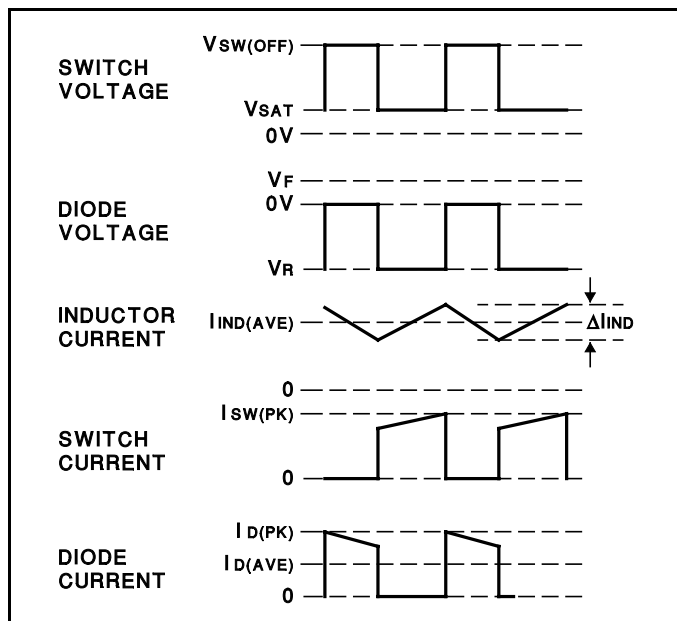 VSW(OFF)
SWITCH
VOLTAGE
VSAT
0V
VF
0V
DIODE
VOLTAGE
VR
INDUCTOR
CURRENT
IIND(AVE)
ΔIIND
0
ISW(PK)
SWITCH
CURRENT
0
ID(PK)
DIODE
CURRENT
ID(AVE)
0